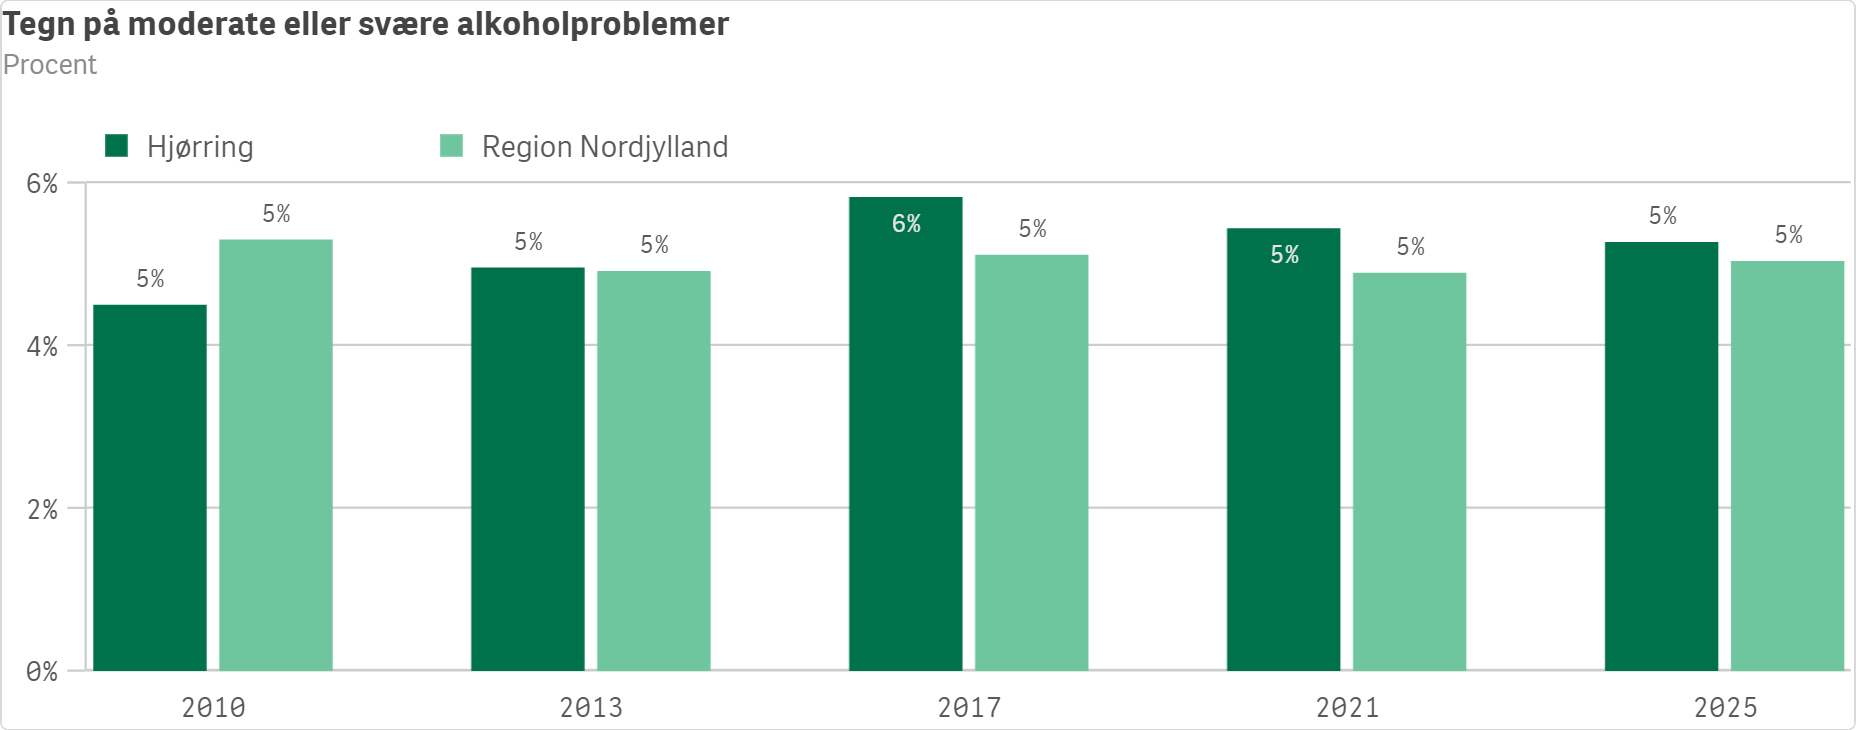 Tegn på moderate eller svære alkoholproblemer
Procent
Hjørring Region Nordjylland
6%
5% 5% 5% 5% 6% 5% 5% 5% 5% 5%
4%
2%
0%
2010 2013 2017 2021 2025